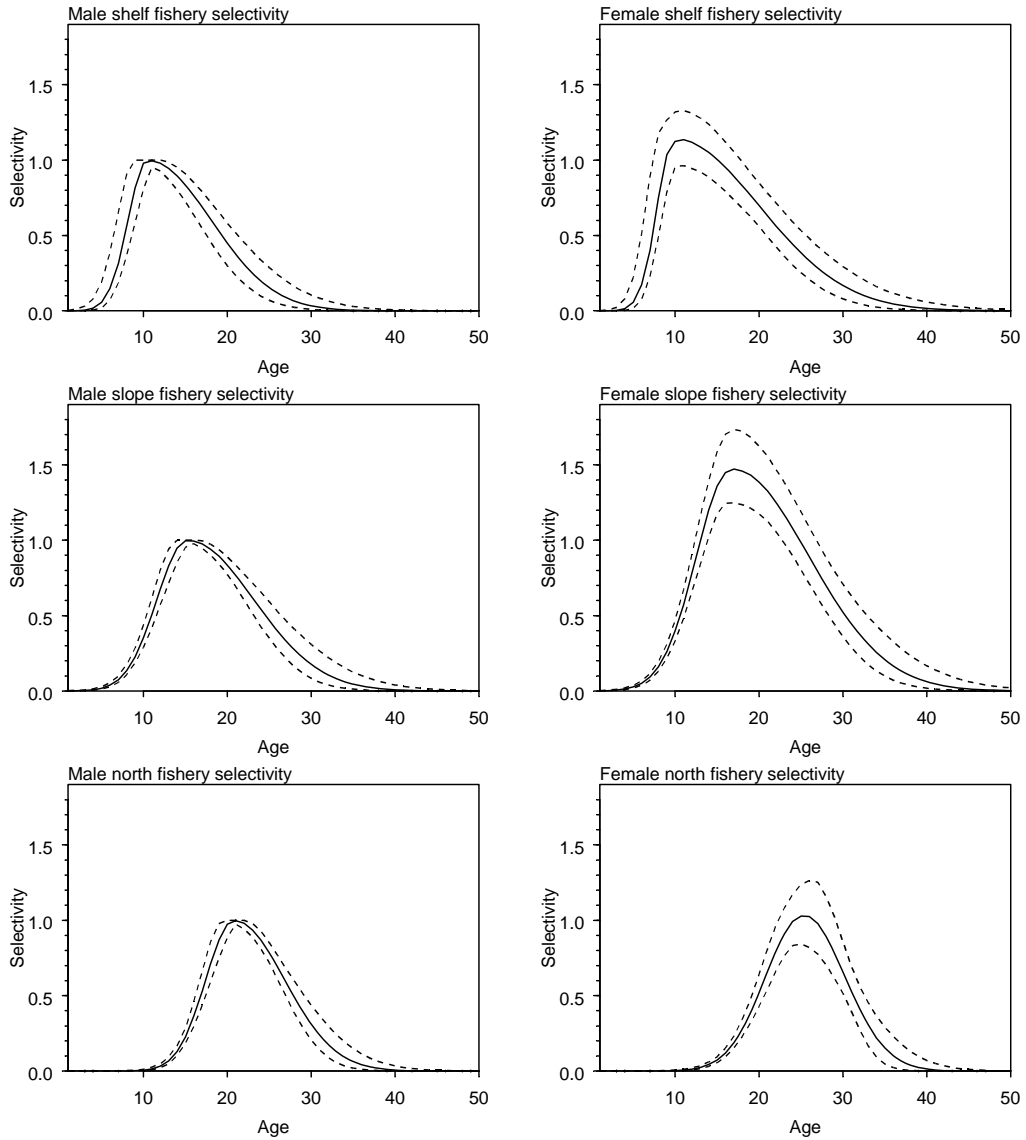 Male shelf fishery selectivity
Selectivity
1.5
1.0
0.5
0.0
10 20 30 40 50
Age
Female shelf fishery selectivity
Selectivity
1.5
1.0
0.5
0.0
10 20 30 40 50
Age
Male slope fishery selectivity
Selectivity
1.5
1.0
0.5
0.0
10 20 30 40 50
Age
Female slope fishery selectivity
Selectivity
1.5
1.0
0.5
0.0
10 20 30 40 50
Age
Male north fishery selectivity
Selectivity
1.5
1.0
0.5
0.0
10 20 30 40 50
Age
Female north fishery selectivity
Selectivity
1.5
1.0
0.5
0.0
10 20 30 40 50
Age